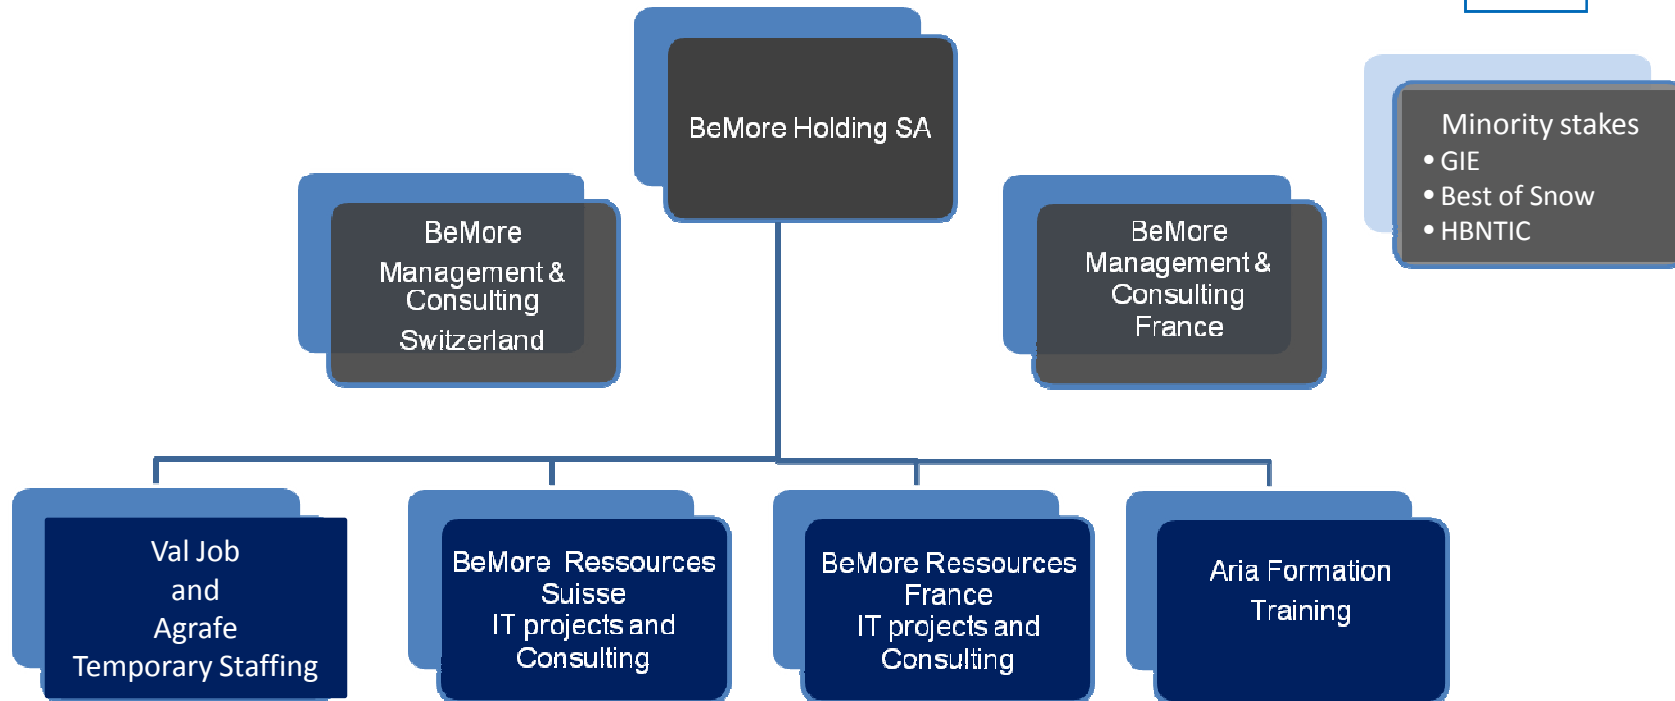 BeMore Holding SA
Minority stakes
• GIE
• Best of Snow
• HBNTIC
BeMore
Management &
Consulting
Switzerland
BeMore
Management &
Consulting
France
Val Job
and
Agrafe
Temporary Staffing
BeMore Ressources
Suisse
IT projects and
Consulting
BeMore Ressources
France
IT projects and
Consulting
Aria Formation
Training